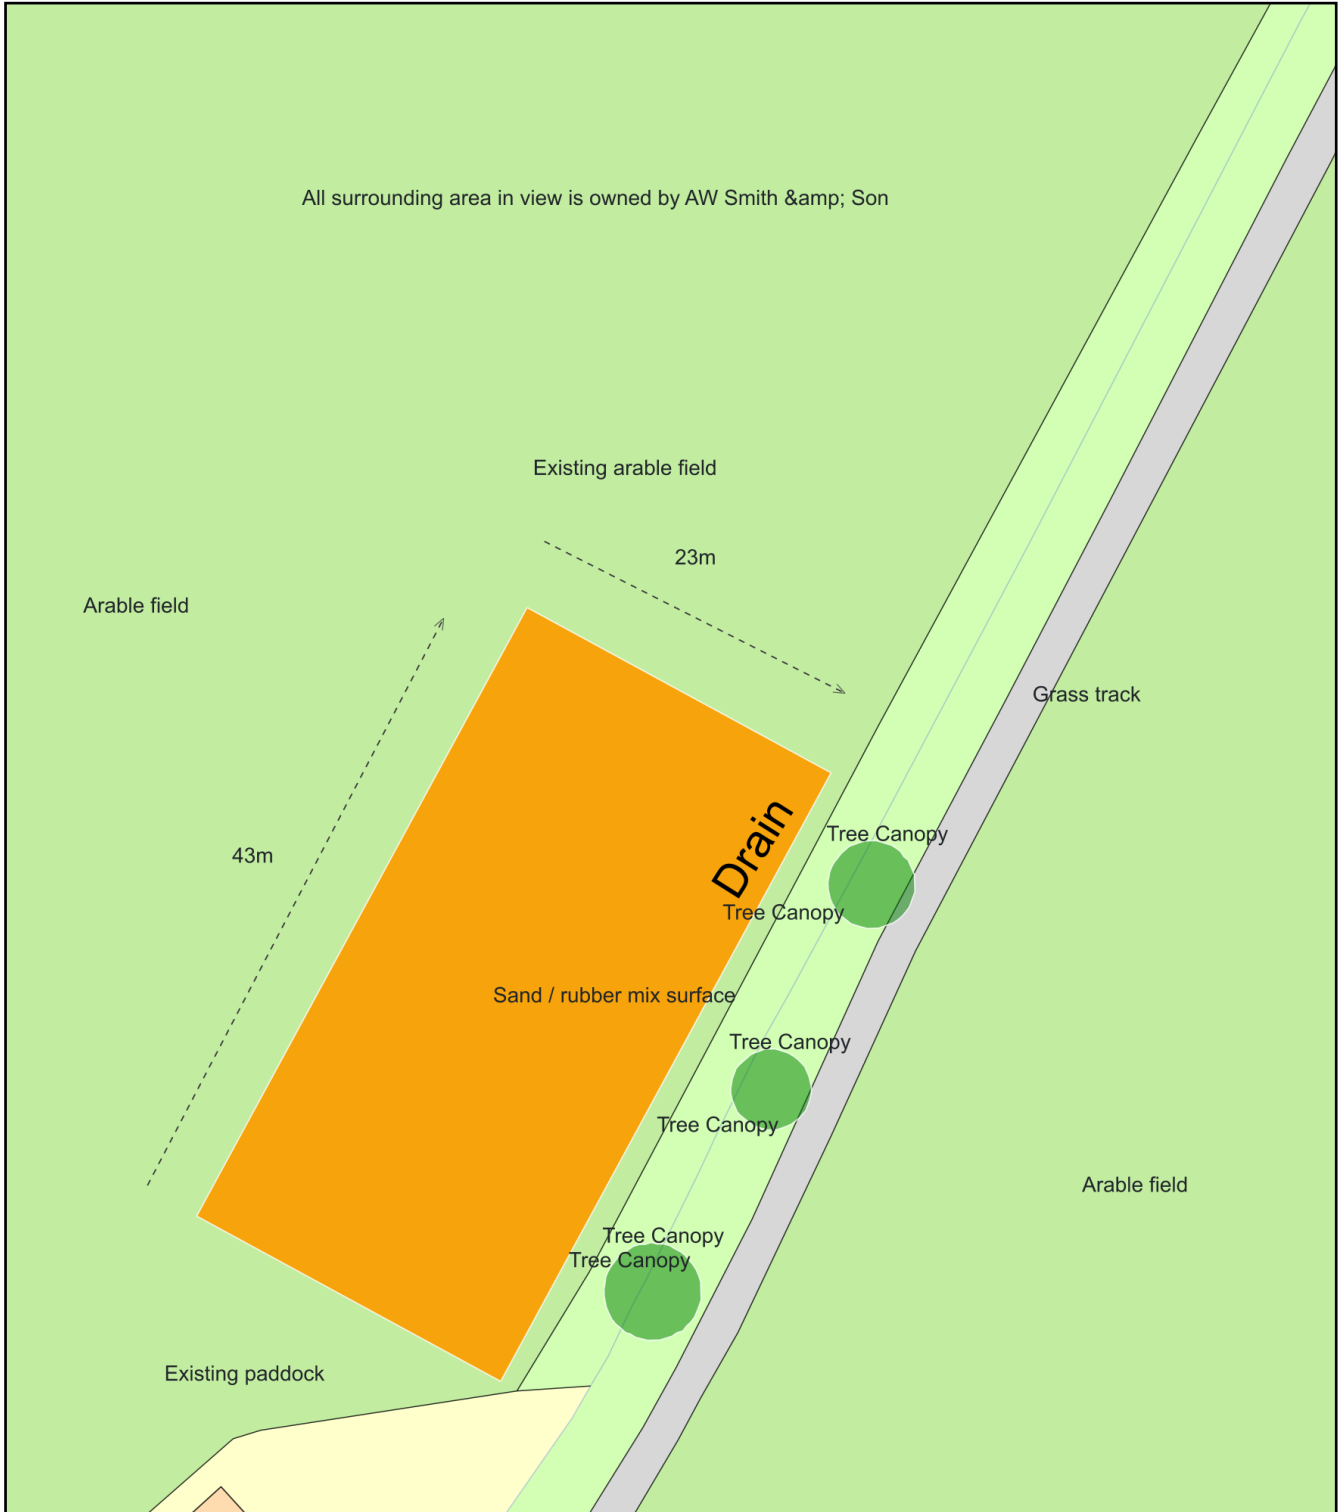 All surrounding area in view is owned by AW Smith &amp; Son
Existing arable field
23m
Arable field
Grass track
Drain
Tree Canopy
43m
Tree Canopy
Sand / rubber mix surface
Tree Canopy
Tree Canopy
Arable field
Tree Canopy
Tree Canopy
Existing paddock